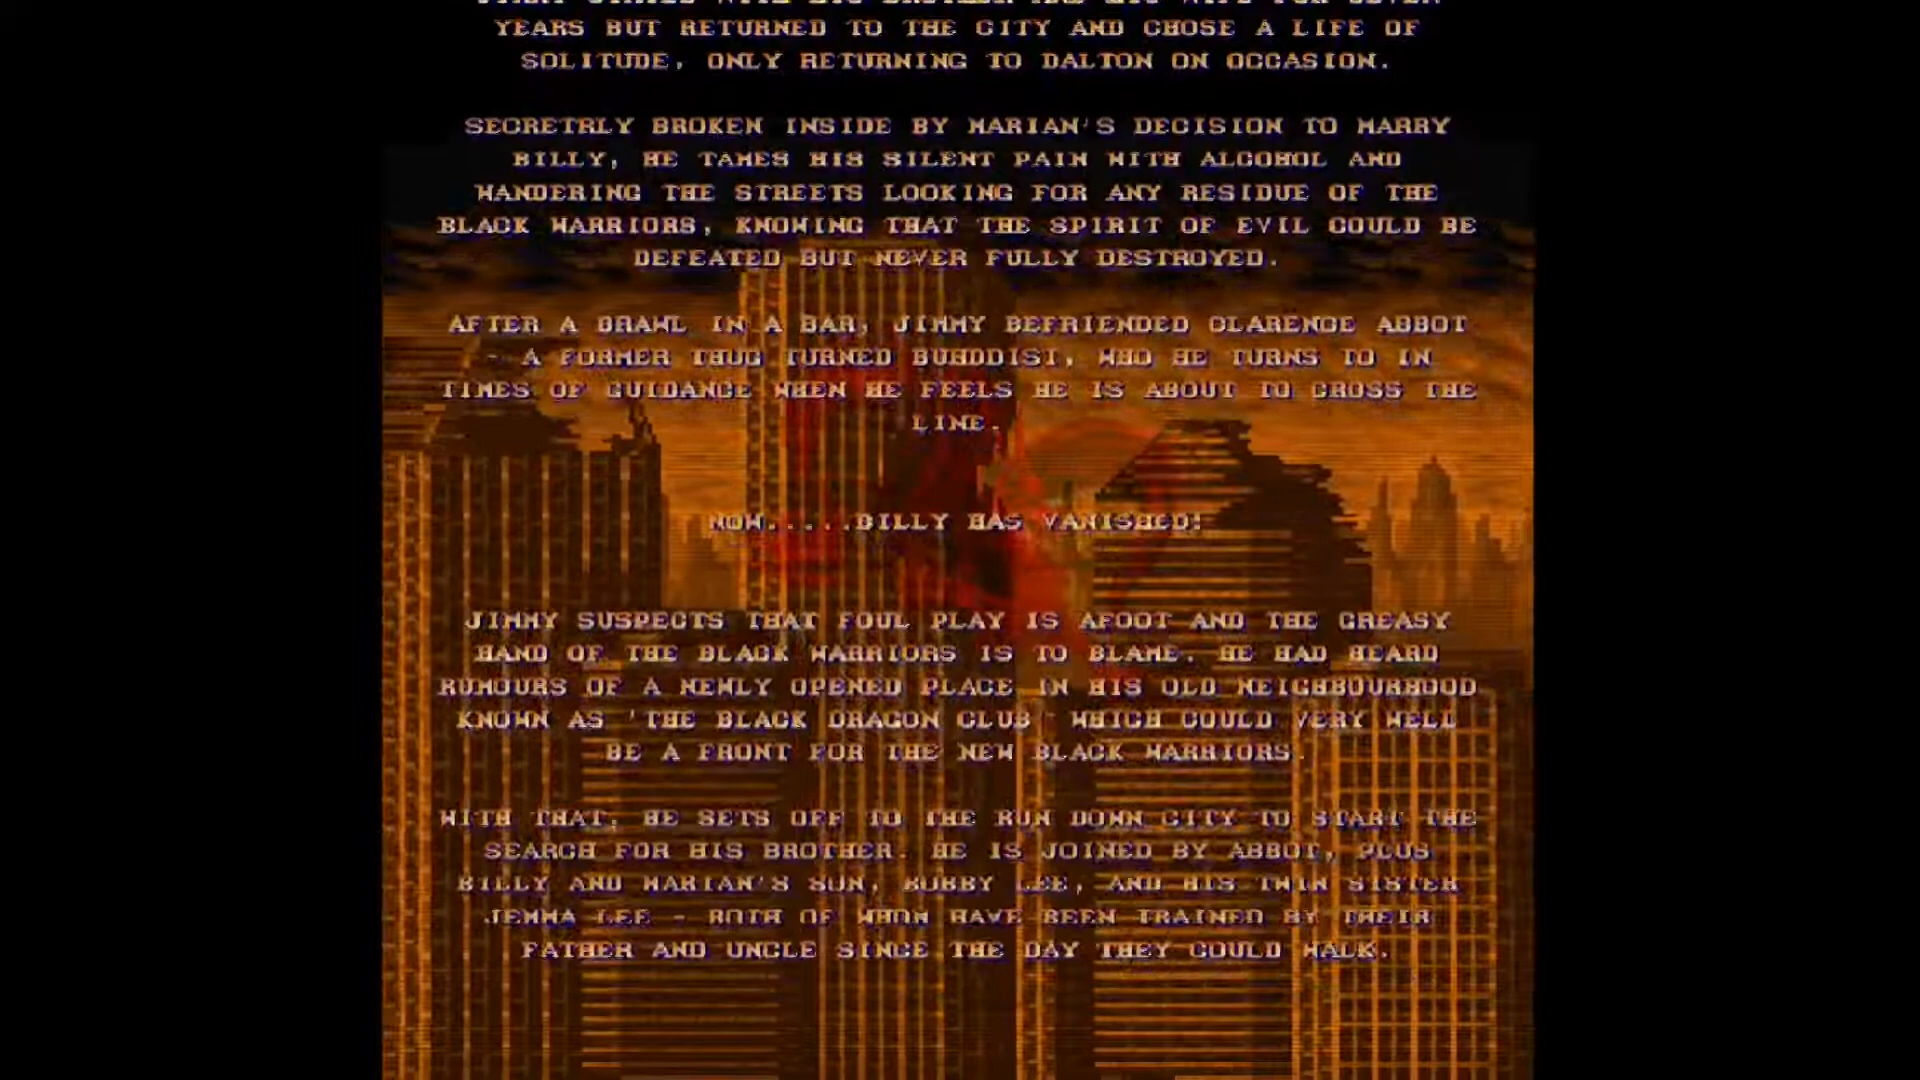 YEARS BUT RETURNED TO THE CITY AND CHOSE A LIFE OF
SOLITUDE, ONLY RETURNING TO DALTON ON OCCASION.
SECRETRLY BROKEN INSIDE BY MARIAN'S DECISION TO MARRY
BILLY, HE TAMES HIS SILENT PAIN WITH ALCOHOL AND
WANDERING THE STREETS LOOKING FOR ANY RESIDUE OF THE
BLACK WARRIORS, KNOWING THAT THE SPIRIT OF EVIL COULD BE
DEFEATED BUT NEVER FULLY DESTROYED.
AFTER A BRAWL IN A BAR, JIMMY BEFRIENDED CLARENCE ABBOT
- A FORMER THUG TURNED BUHDDIST, WHO HE TURNS TO IN
TIMES OF GUIDANCE WHEN HE FEELS HE IS ABOUT TO CROSS THE
LINE.
NOW.....BILLY HAS VANISHED!
JIMMY SUSPECTS THAT FOUL PLAY IS AFOOT AND THE GREASY
HAND OF THE BLACK WARRIORS IS TO BLAME. HE HAD HEARD
RUMOURS OF A NEWLY OPENED PLACE IN HIS OLD NEIGHBOURHOOD
KNOWN AS 'THE BLACK DRAGON CLUB' WHICH COULD VERY WELL
BE A FRONT FOR THE NEW BLACK WARRIORS.
WITH THAT, HE SETS OFF TO THE RUN DOWN CITY TO START THE
SEARCH FOR HIS BROTHER. HE IS JOINED BY ABBOT, PLUS
BILLY AND MARIAN'S SON, BOBBY LEE, AND HIS TWIN SISTER
JEMMA LEE - BOTH OF WHOM HAVE BEEN TRAINED BY THEIR
FATHER AND UNCLE SINCE THE DAY THEY COULD WALK.